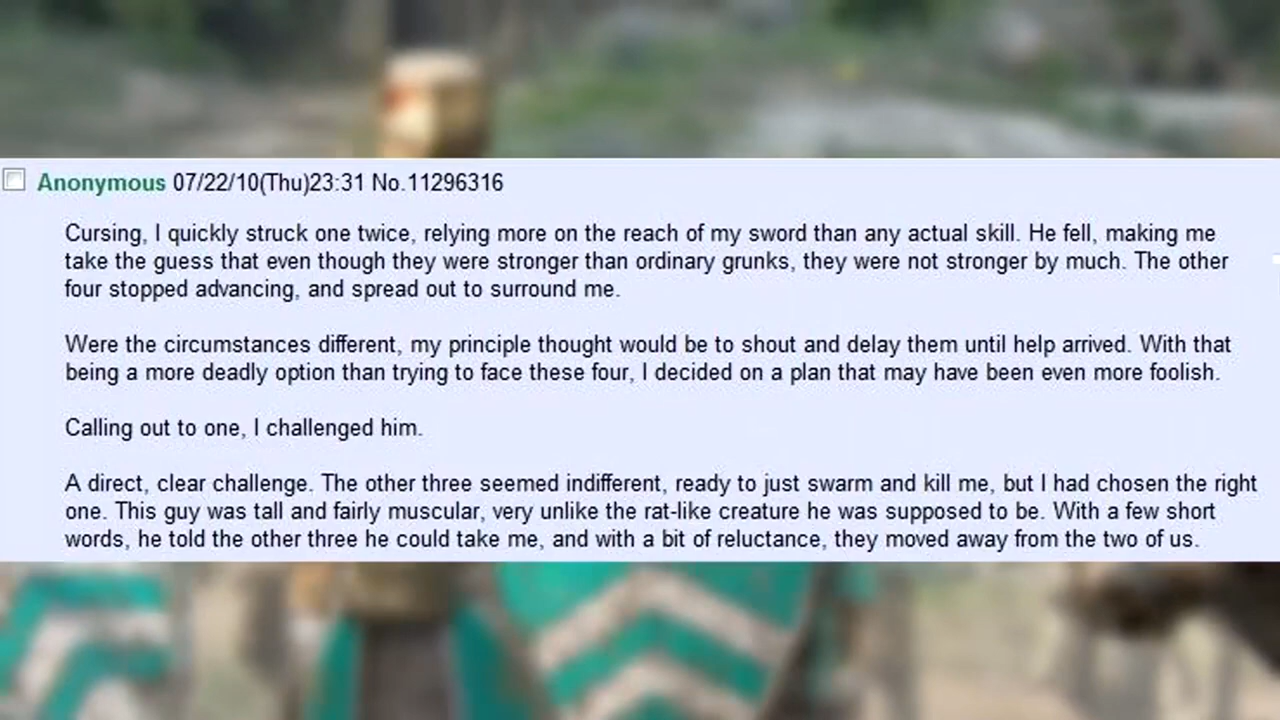 Anonymous 07/22/10(Thu)23:31 No.11296316
Cursing, I quickly struck one twice, relying more on the reach of my sword than any actual skill. He fell, making me
take the guess that even though they were stronger than ordinary grunks, they were not stronger by much. The other
four stopped advancing, and spread out to surround me.
Were the circumstances different, my principle thought would be to shout and delay them until help arrived. With that
being a more deadly option than trying to face these four, I decided on a plan that may have been even more foolish.
Calling out to one, I challenged him.
A direct, clear challenge. The other three seemed indifferent, ready to just swarm and kill me, but I had chosen the right
one. This guy was tall and fairly muscular, very unlike the rat-like creature he was supposed to be. With a few short
words, he told the other three he could take me, and with a bit of reluctance, they moved away from the two of us.